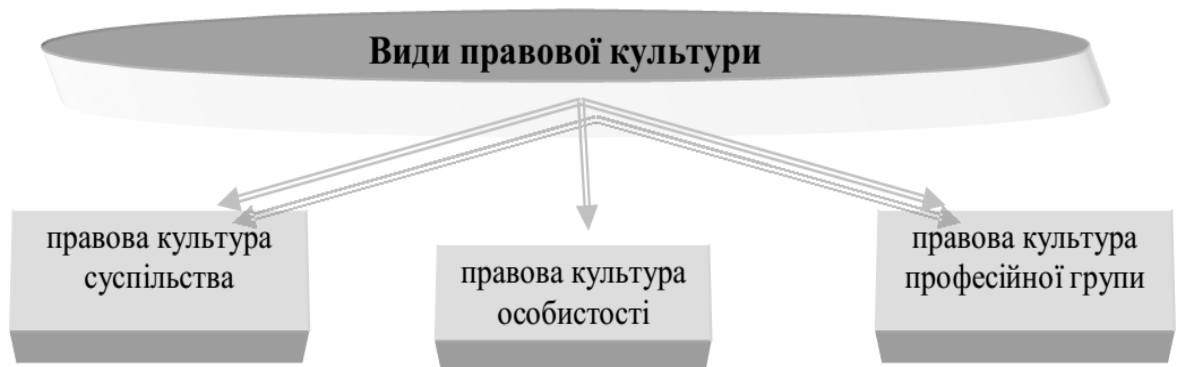 Види правової культури
правова культура
суспільства
правова культура
особистості
правова культура
професійної групи